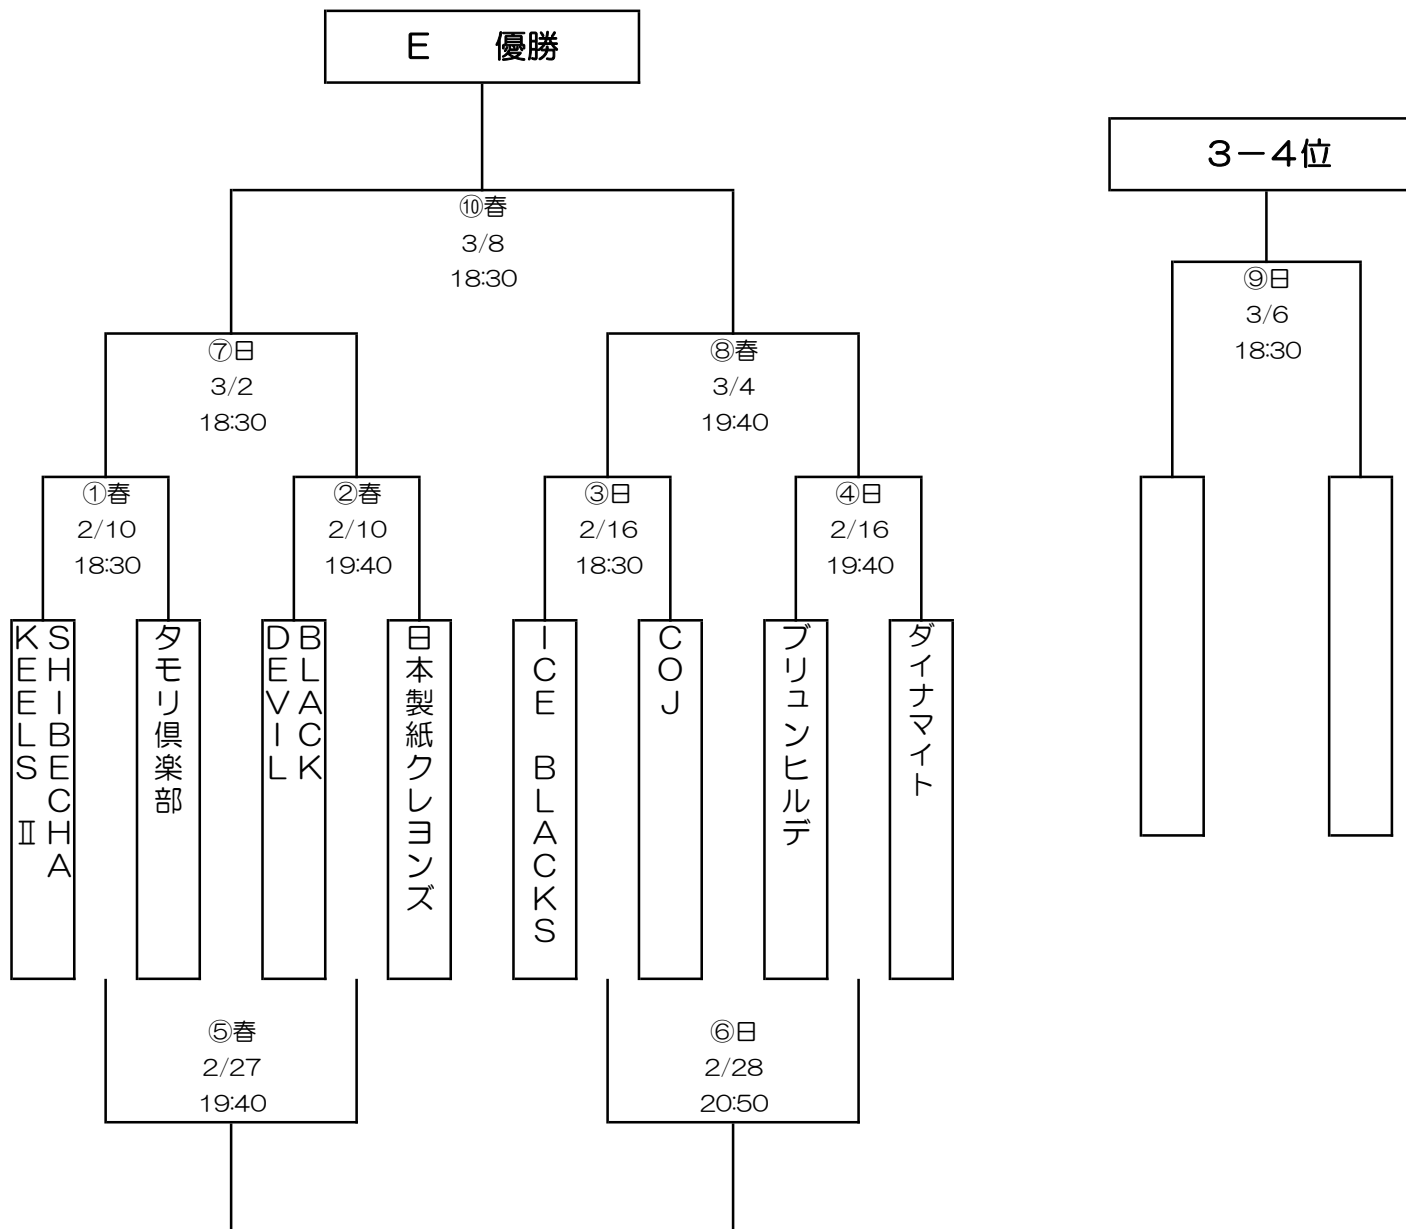 E　優勝
3－4位
⑩春
3/8
18:30
⑨日
3/6
18:30
⑦日
3/2
18:30
⑧春
3/4
19:40
①春
2/10
18:30
②春
2/10
19:40
③日
2/16
18:30
④日
2/16
19:40
SHIBECHA
KEELS Ⅱ
タモリ倶楽部
BLACK
DEVIL
日本製紙クレヨンズ
ICE BLACKS
COJ
ブリュンヒルデ
ダイナマイト
⑤春
2/27
19:40
⑥日
2/28
20:50